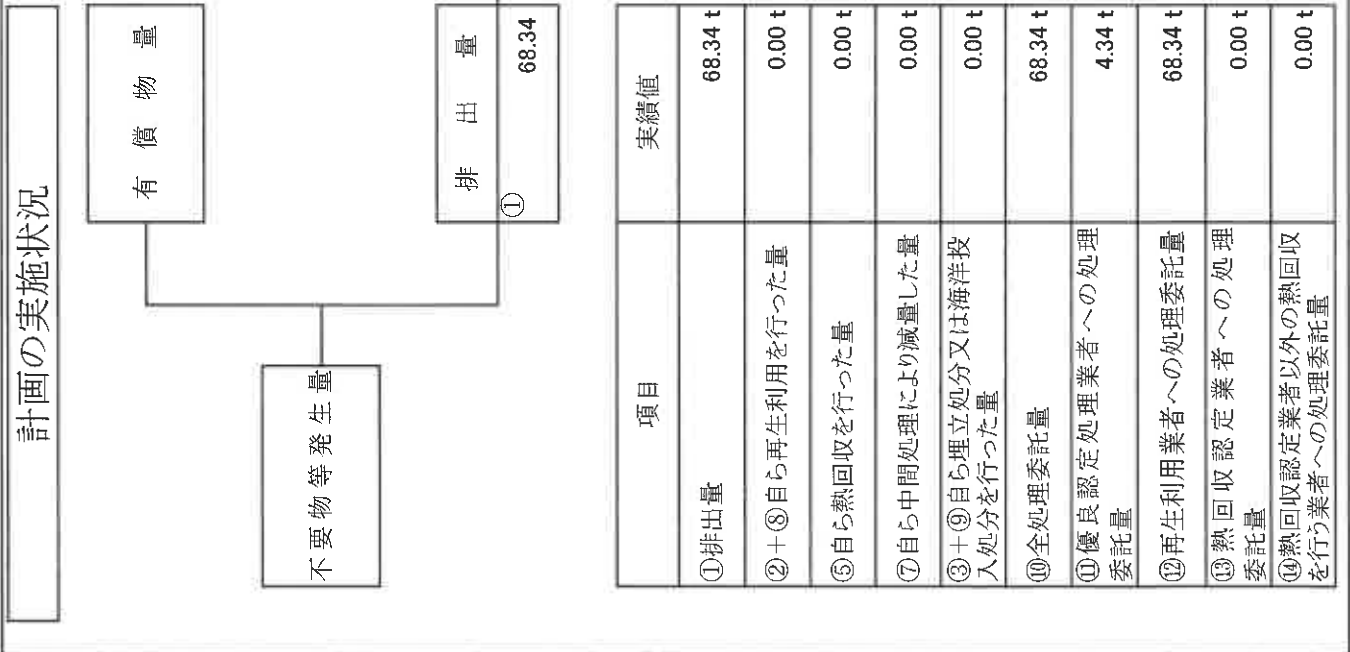 計画の実施状況
有償物量
不要物等発生量
排出量
①
68.34
項目 実績値
①排出量 68.34 t
②+⑧自ら再生利用を行った量 0.00 t
⑤自ら熱回収を行った量 0.00 t
⑦自ら中間処理により減量した量 0.00 t
③+⑨自ら埋立処分又は海洋投
入処分を行った量 0.00 t
⑩全処理委託量 68.34 t
⑪優良認定処理業者への処理
委託量 4.34 t
⑫再生利用業者への処理委託量 68.34 t
⑬熱回収認定業者への処理
委託量 0.00 t
⑭熱回収認定業者以外の熱回収
を行う業者への処理委託量 0.00 t